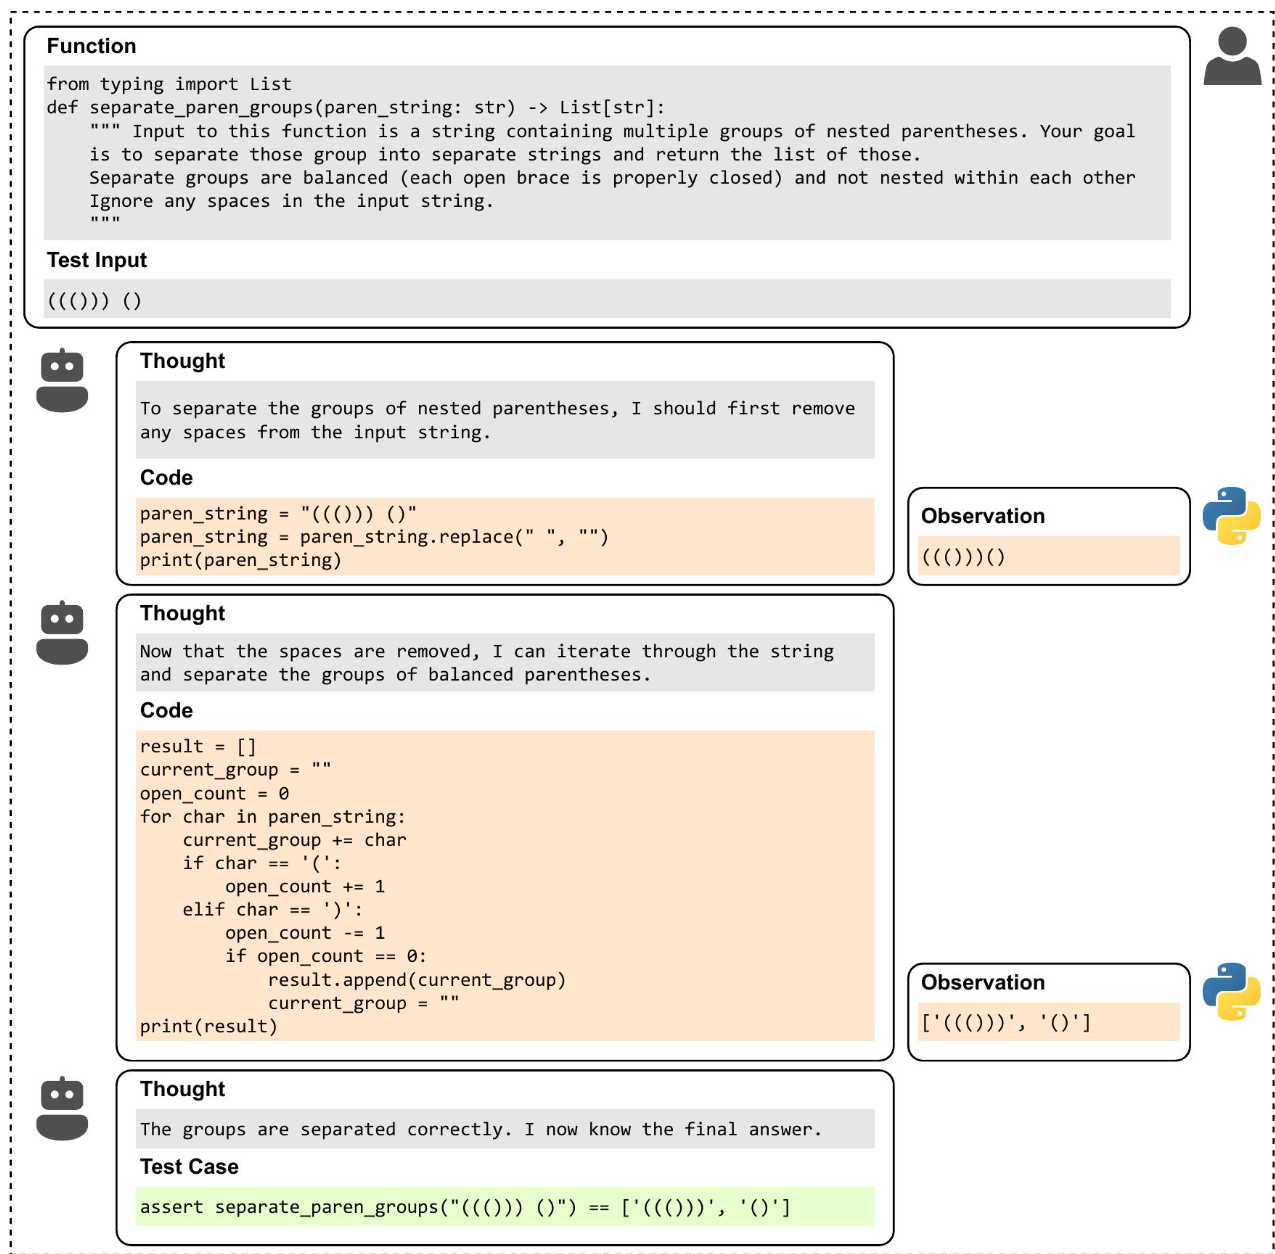 Function
from typing import List
def separate_paren_groups(paren_string: str) -> List[str]:
    """ Input to this function is a string containing multiple groups of nested parentheses. Your goal
    is to separate those group into separate strings and return the list of those.
    Separate groups are balanced (each open brace is properly closed) and not nested within each other
    Ignore any spaces in the input string.
    """
Test Input
((())) ()
Thought
To separate the groups of nested parentheses, I should first remove
any spaces from the input string.
Code
paren_string = "((())) ()"
paren_string = paren_string.replace(" ", "")
print(paren_string)
Observation
((()))()
Thought
Now that the spaces are removed, I can iterate through the string
and separate the groups of balanced parentheses.
Code
result = []
current_group = ""
open_count = 0
for char in paren_string:
    current_group += char
    if char == '(':
        open_count += 1
    elif char == ')':
        open_count -= 1
        if open_count == 0:
            result.append(current_group)
            current_group = ""
print(result)
Observation
['((()))', '()']
Thought
The groups are separated correctly. I now know the final answer.
Test Case
assert separate_paren_groups("((())) ()") == ['((()))', '()']